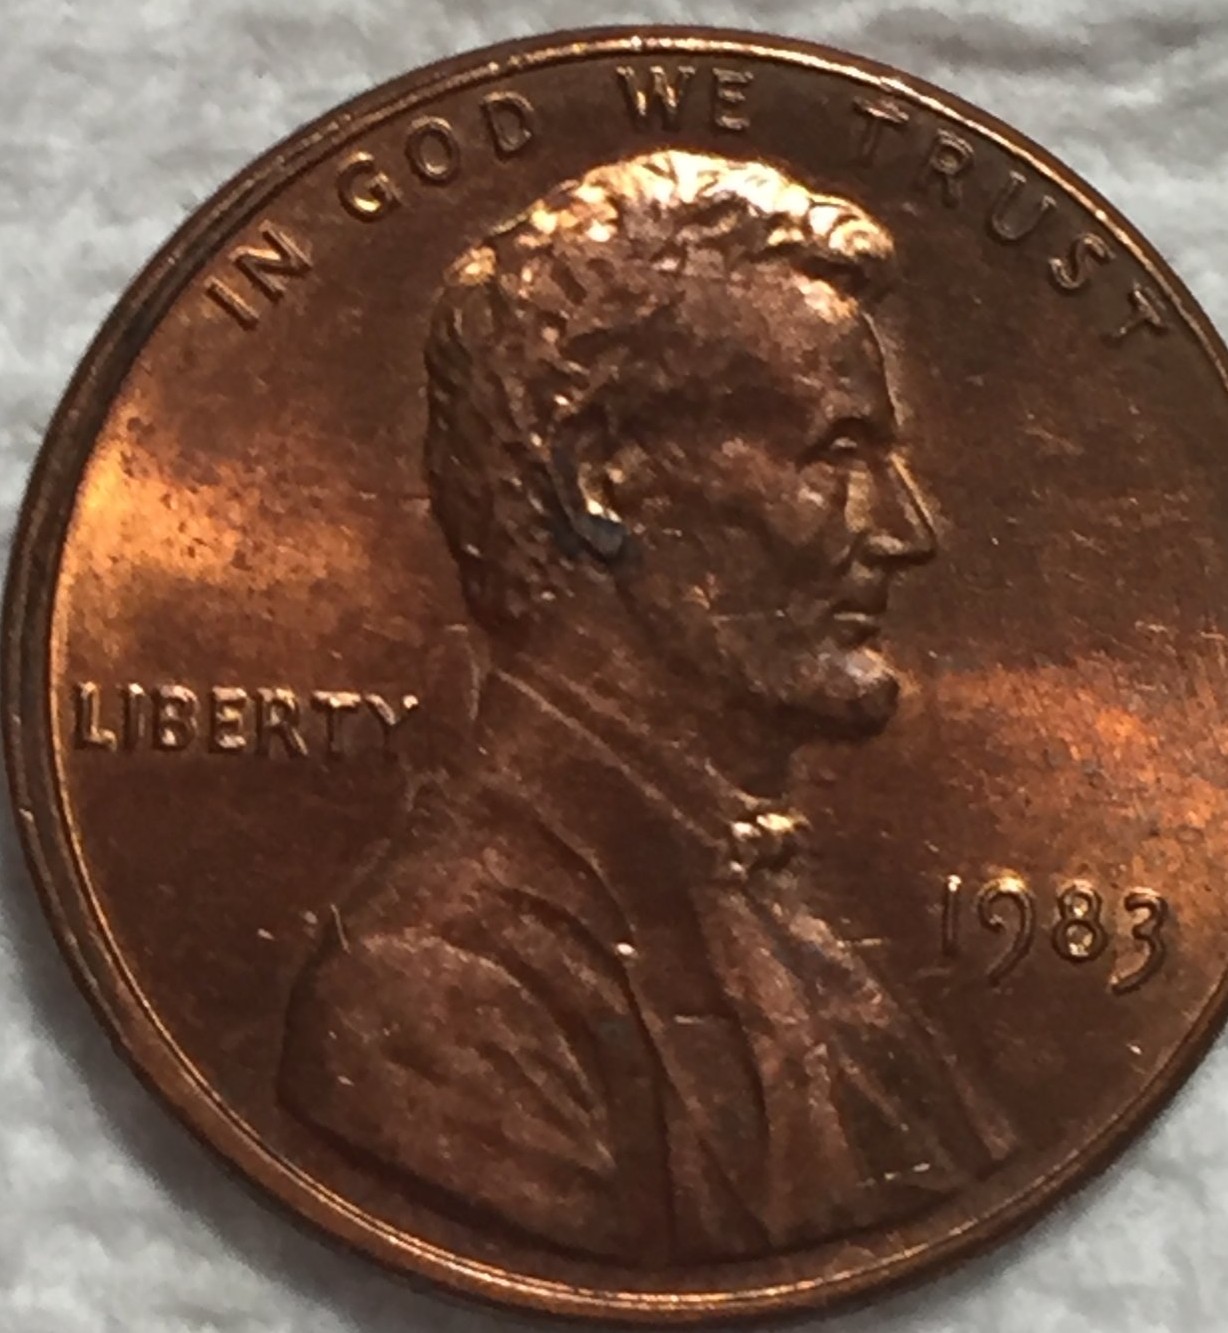 IN GOD WE TRUST
LIBERTY
1983